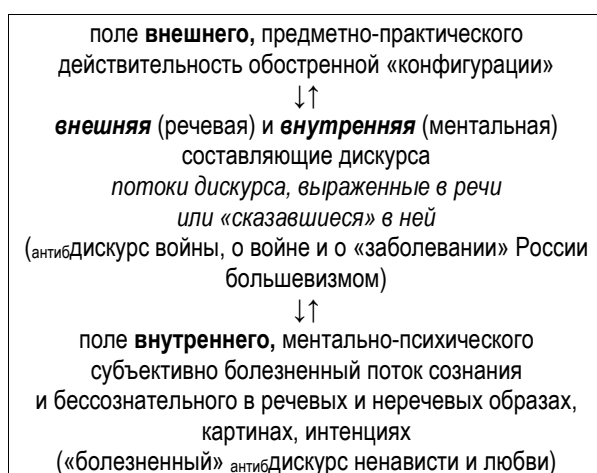 поле внешнего, предметно-практического
действительность обостренной «конфигурации»
↓↑
внешняя (речевая) и внутренняя (ментальная)
составляющие дискурса
потоки дискурса, выраженные в речи
или «сказавшиеся» в ней
(антибдискурс войны, о войне и о «заболевании» России
большевизмом)
↓↑
поле внутреннего, ментально-психического
субъективно болезненный поток сознания
и бессознательного в речевых и неречевых образах,
картинах, интенциях
(«болезненный» антибдискурс ненависти и любви)